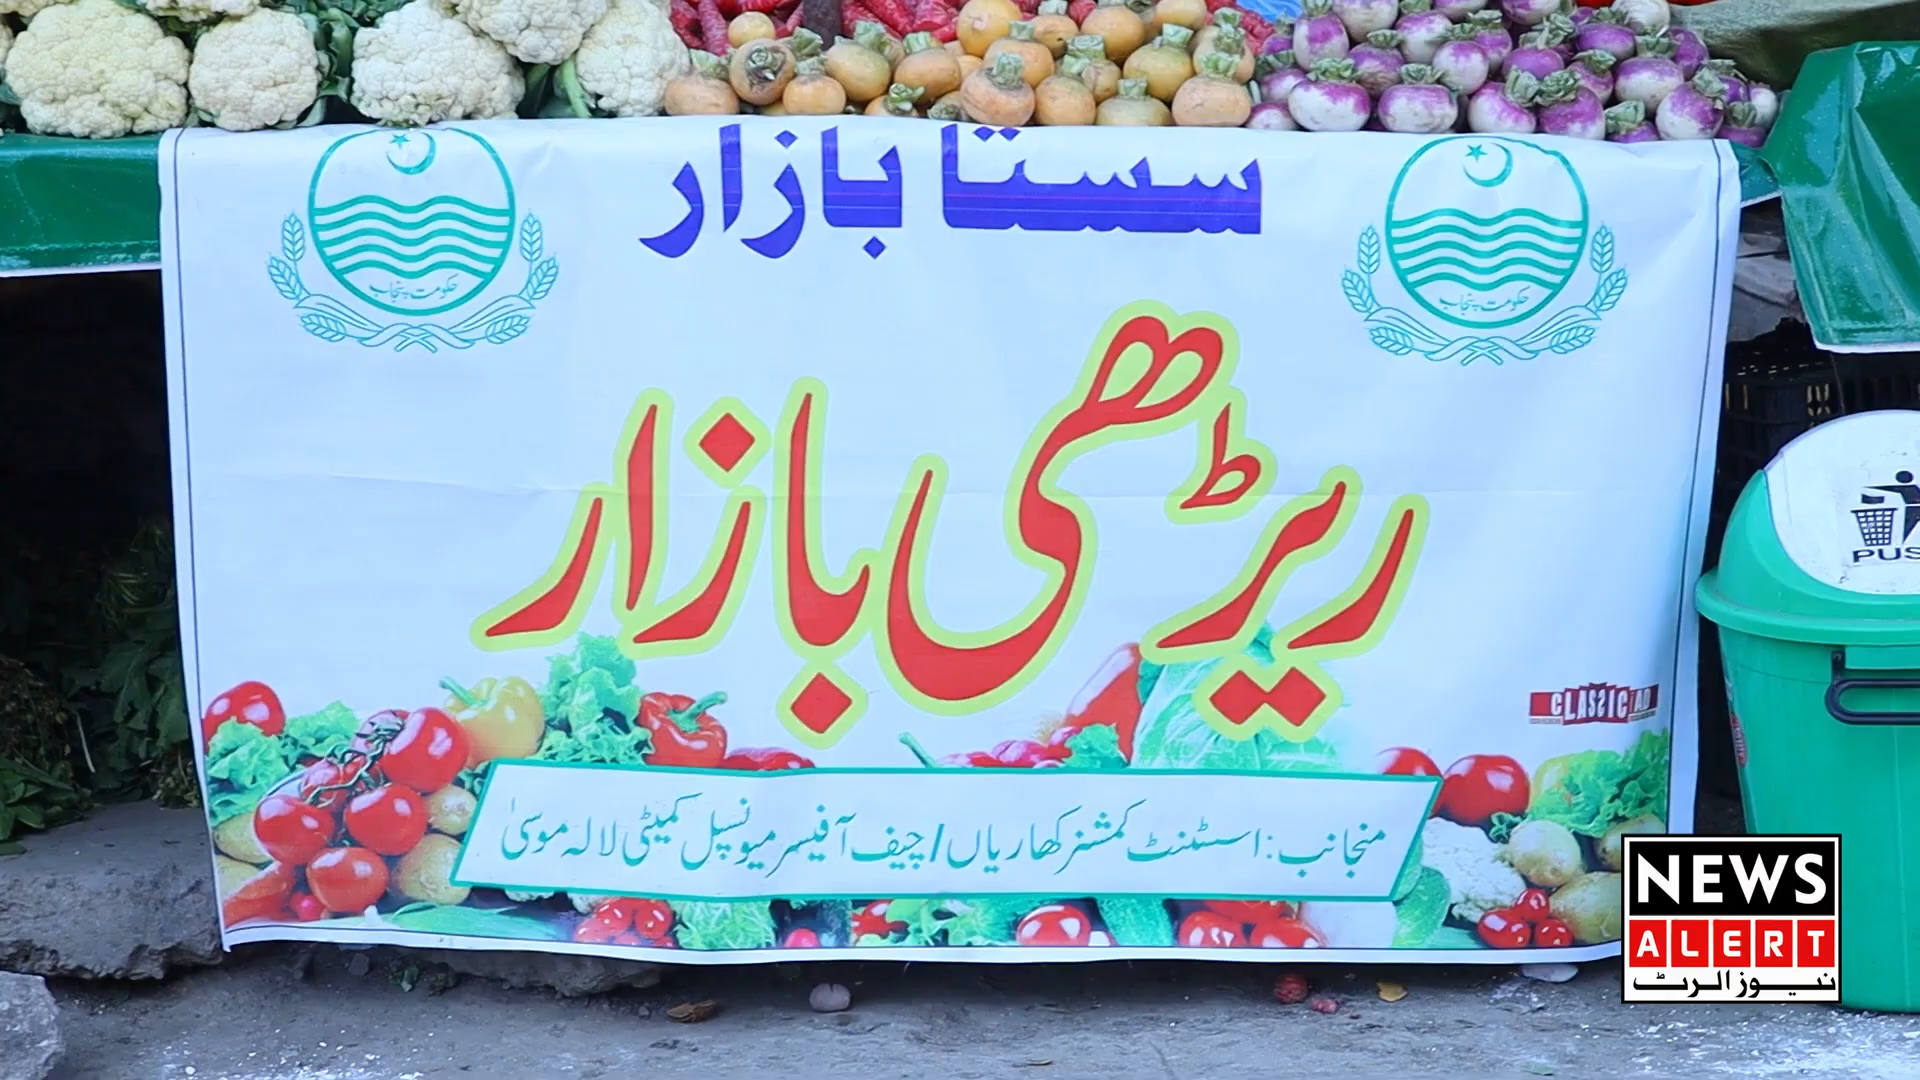 سستا بازار
حکومت پنجاب
حکومت پنجاب
ریڑھی بازار
CLASSIC AD
منجانب: اسسٹنٹ کمشنر کھاریاں/چیف آفیسر میونسپل کمیٹی لالہ موسیٰ
PUS
NEWS
ALERT
نیوز الرٹ